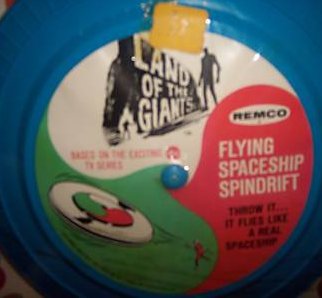 LAND
OF THE
GIANTS
REMCO
BASED ON THE EXCITING
TV SERIES
FLYING
SPACESHIP
SPINDRIFT
THROW IT...
IT FLIES LIKE
A REAL
SPACESHIP